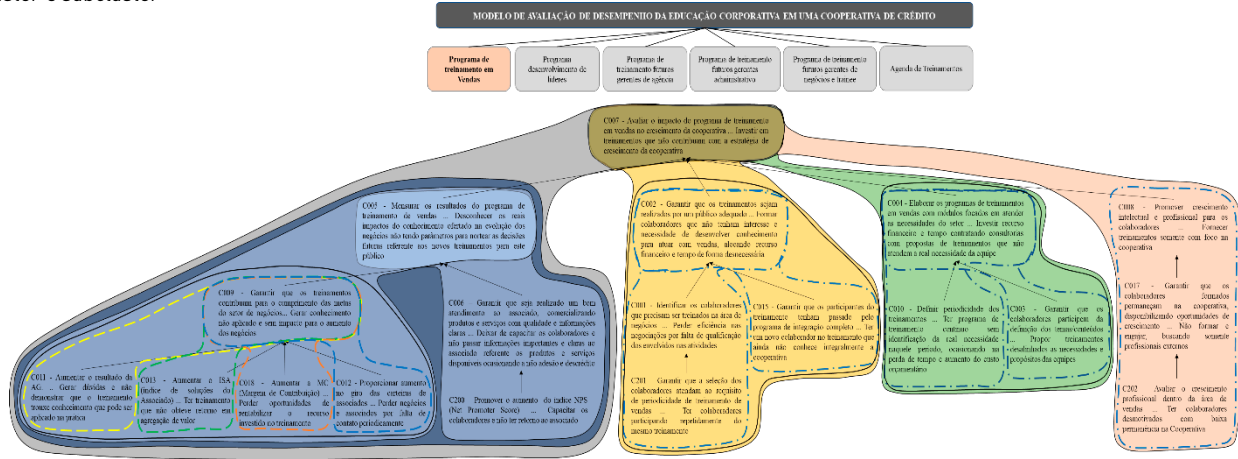 MODELO DE AVALIAÇÃO DE DESEMPENHO DA EDUCAÇÃO CORPORATIVA EM UMA COOPERATIVA DE CRÉDITO
Programa de
treinamento em
Vendas
Programa
desenvolvimento de
líderes
Programas de
treinamento futuros
gerentes de agência
Programa de treinamento
futuros gerentes
administrativo
Programa de treinamento
futuros gerentes de
negócios e trainee
Agenda de Treinamentos
C007 - Avaliar o impacto do programa de treinamento
em vendas no crescimento da cooperativa ... Investir em
treinamentos que não contribuam com a estratégia de
crescimento da cooperativa
C005 - Mensurar os resultados do programa de
treinamento de vendas ... Desconhecer os reais
impactos do conhecimento ofertado na evolução dos
negócios não tendo parâmetros para nortear as decisões
futuras referente aos novos treinamentos para este
público
C009 - Garantir que os treinamentos
contribuam para o cumprimento das metas
do setor de negócios... Gerar conhecimento
não aplicado e sem impacto para o aumento
dos negócios
C011 - Aumentar o resultado da
AG ... Gerar dúvidas e não
demonstrar que o treinamento
trouxe conhecimento que pode ser
aplicado na prática
C013 - Aumentar a ISA
(índice de soluções do
Associado) ... Ter treinamento
que não obteve retorno em
agregação de valor
C018 - Aumentar a MC
(Margem de Contribuição) ...
Perder oportunidades de
rentabilizar o recurso
investido no treinamento
C012 - Proporcionar aumento
no giro das carteiras de
associados ... Perder negócios
e associados por falta de
contato periodicamente
C006 - Garantir que seja realizado um bom
atendimento ao associado, comercializando
produtos e serviços com qualidade e informações
claras ... Deixar de capacitar os colaboradores e
não passar informações importantes e claras ao
associado referente os produtos e serviços
disponíveis ocasionando a não adesão e descrédito
C200 - Promover o aumento do índice NPS
(Net Promoter Score) ... Capacitar os
colaboradores e não ter retorno ao associado
C002 - Garantir que os treinamentos sejam
realizados por um público adequado ... Formar
colaboradores que não tenham interesse e
necessidade de desenvolver conhecimento
para atuar com vendas, alocando recurso
financeiro e tempo de forma desnecessária
- Identificar os colaboradores
que precisam ser treinados na área de
negócios ... Perder eficiência nas
negociações por falta de qualificação
dos envolvidos nas atividades
C201 - Garantir que a seleção dos
colaboradores atendam ao requisito
de periodicidade de treinamento de
vendas ... Ter colaboradores
participando repetidamente do
mesmo treinamento
C015 - Garantir que os participantes do
treinamento tenham passado pelo
programa de integração completo ... Ter
um novo colaborador no treinamento que
ainda não conhece integralmente a
cooperativa
- Elaborar os programas de treinamentos
em vendas com módulos focados em atender
as necessidades do setor ... Investir recurso
financeiro e tempo contratando consultorias
com propostas de treinamentos que não
atendem a real necessidade da equipe
C010 - Definir periodicidade dos
treinamentos ... Ter programa de
treinamento contínuo sem
identificação da real necessidade
naquele período, ocasionando na
perda de tempo e aumento do custo
orçamentário
- Garantir que os
colaboradores participem da
definição dos temas/conteúdos
... Propor treinamentos
desalinhados as necessidades e
propósitos das equipes
- Promover crescimento
intelectual e profissional para os
colaboradores ... Fornecer
treinamentos somente com foco na
cooperativa
C017 - Garantir que os
colaboradores formados
permaneçam na cooperativa,
disponibilizando oportunidades de
crescimento ... Não formar e
engajar, buscando somente
profissionais externos
C202 - Avaliar o crescimento
profissional dentro da área de
vendas ... Ter colaboradores
desmotivados com baixa
permanência na Cooperativa